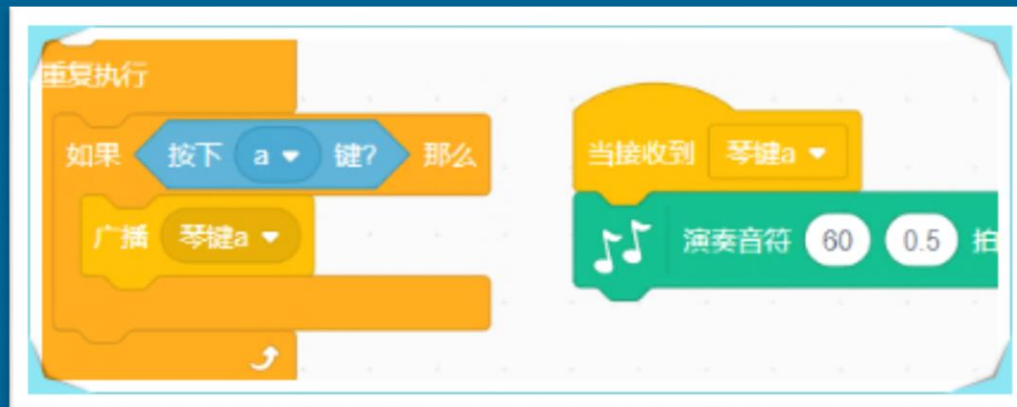 重复执行
如果 按下 a 键? 那么
广播 琴键a
当接收到 琴键a
演奏音符 60 0.5 拍